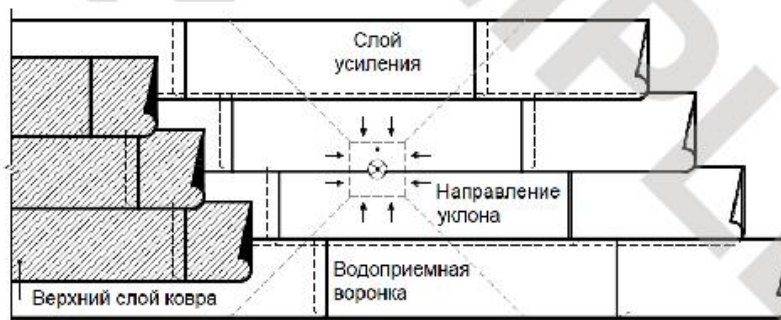 Слой
усиления
Направление
уклона
Водоприемная
воронка
Верхний слой ковра